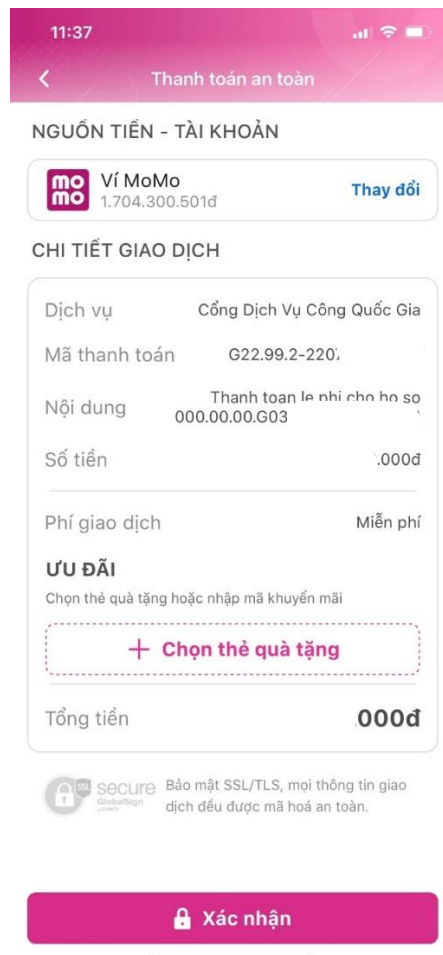 11:37
Thanh toán an toàn
NGUỒN TIỀN - TÀI KHOẢN
mo
mo
Ví MoMo
1.704.300.501đ
Thay đổi
CHI TIẾT GIAO DỊCH
Dịch vụ Cổng Dịch Vụ Công Quốc Gia
Mã thanh toán G22.99.2-220
Nội dung Thanh toan le phi cho ho so
000.00.00.G03
Số tiền .000đ
Phí giao dịch Miễn phí
ƯU ĐÃI
Chọn thẻ quà tặng hoặc nhập mã khuyến mãi
+ Chọn thẻ quà tặng
Tổng tiền 000đ
SSL
secure
GlobalSign
Bảo mật SSL/TLS, mọi thông tin giao
dịch đều được mã hoá an toàn.
Xác nhận